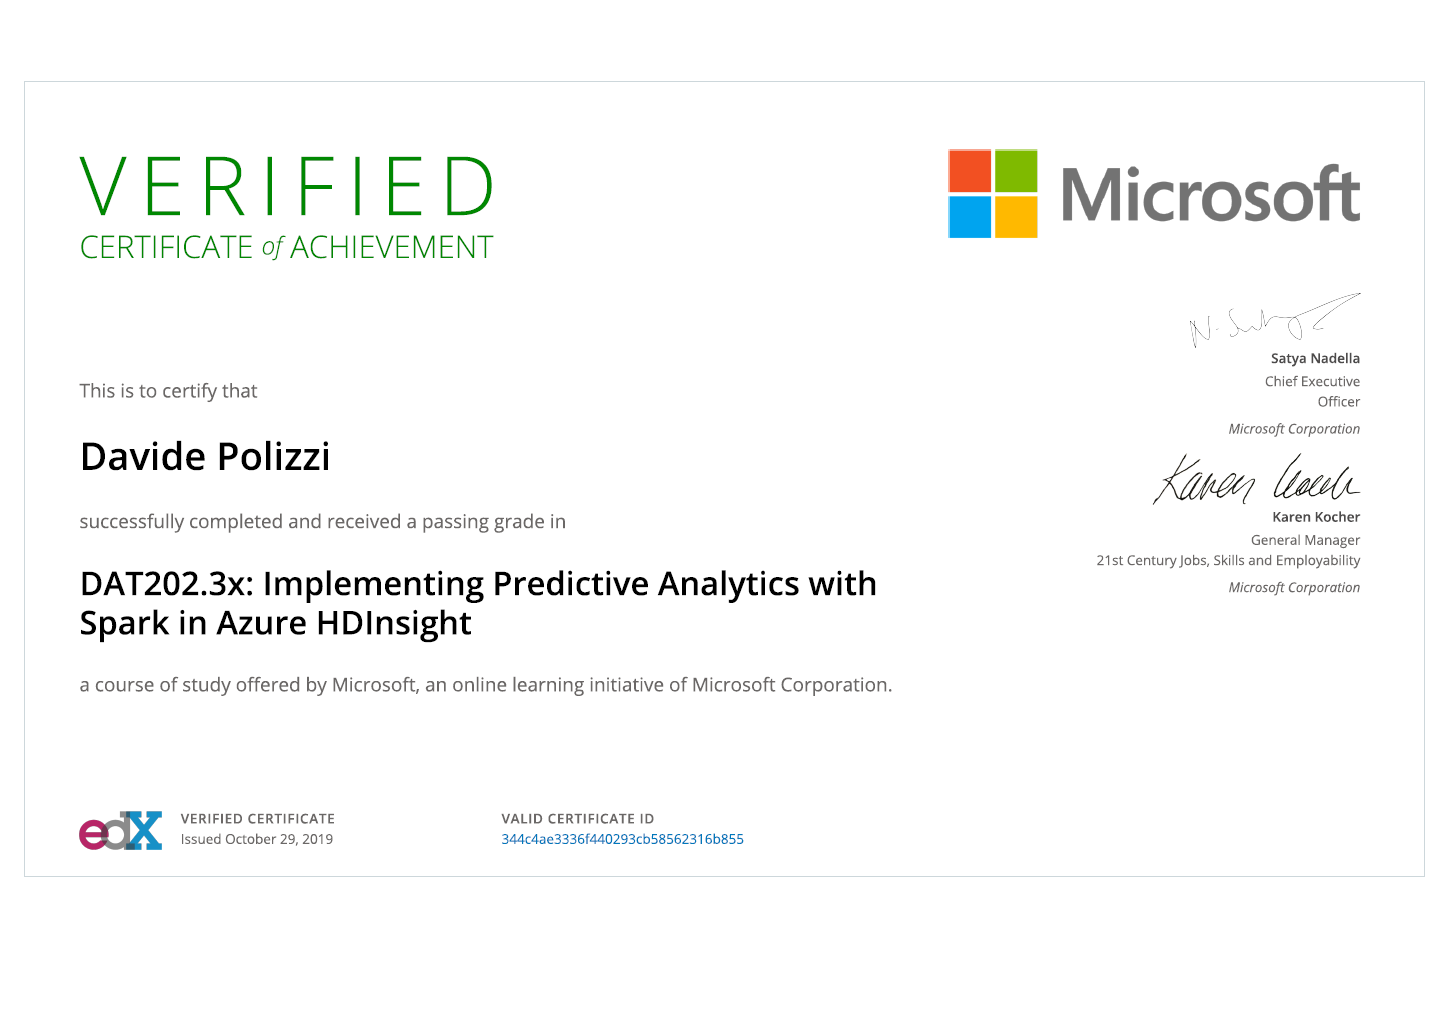 VERIFIED
CERTIFICATE of ACHIEVEMENT
Microsoft
This is to certify that
Davide Polizzi
successfully completed and received a passing grade in
DAT202.3x: Implementing Predictive Analytics with
Spark in Azure HDInsight
a course of study offered by Microsoft, an online learning initiative of Microsoft Corporation.
Satya Nadella
Chief Executive
Officer
Microsoft Corporation
Karen Kocher
General Manager
21st Century Jobs, Skills and Employability
Microsoft Corporation
edX
VERIFIED CERTIFICATE
Issued October 29, 2019
VALID CERTIFICATE ID
344c4ae3336f440293cb58562316b855